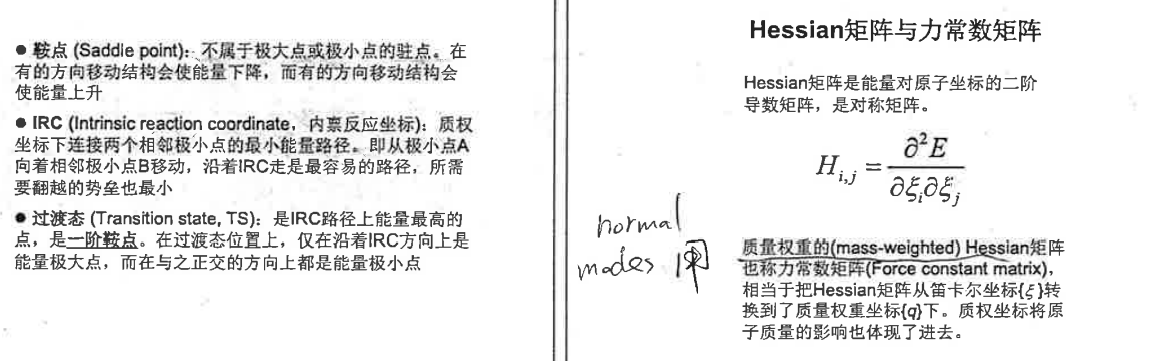 ● 鞍点 (Saddle point)：不属于极大点或极小点的驻点。在
有的方向移动结构会使能量下降，而有的方向移动结构会
使能量上升
● IRC (Intrinsic reaction coordinate，内禀反应坐标)：质权
坐标下连接两个相邻极小点的最小能量路径。即从极小点A
向着相邻极小点B移动，沿着IRC走是最容易的路径，所需
要翻越的势垒也最小
● 过渡态 (Transition state, TS)：是IRC路径上能量最高的
点，是一阶鞍点。在过渡态位置上，仅在沿着IRC方向上是
能量极大点，而在与之正交的方向上都是能量极小点
Hessian矩阵与力常数矩阵
Hessian矩阵是能量对原子坐标的二阶
导数矩阵，是对称矩阵。
H_{i,j} = ∂²E / ∂ξ_i∂ξ_j
normal
modes 用
质量权重的(mass-weighted) Hessian矩阵
也称力常数矩阵(Force constant matrix)，
相当于把Hessian矩阵从笛卡尔坐标{ξ}转
换到了质量权重坐标{q}下。质权坐标将原
子质量的影响也体现了进去。